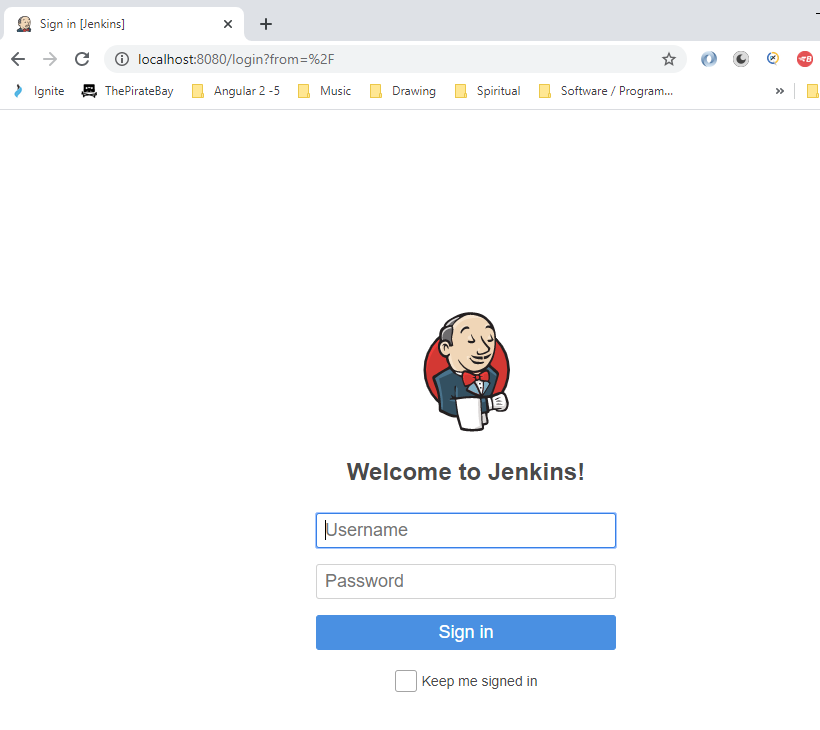 Sign in [Jenkins]
localhost:8080/login?from=%2F
Ignite ThePirateBay Angular 2 -5 Music Drawing Spiritual Software / Program... »
Welcome to Jenkins!
Username
Password
Sign in
Keep me signed in